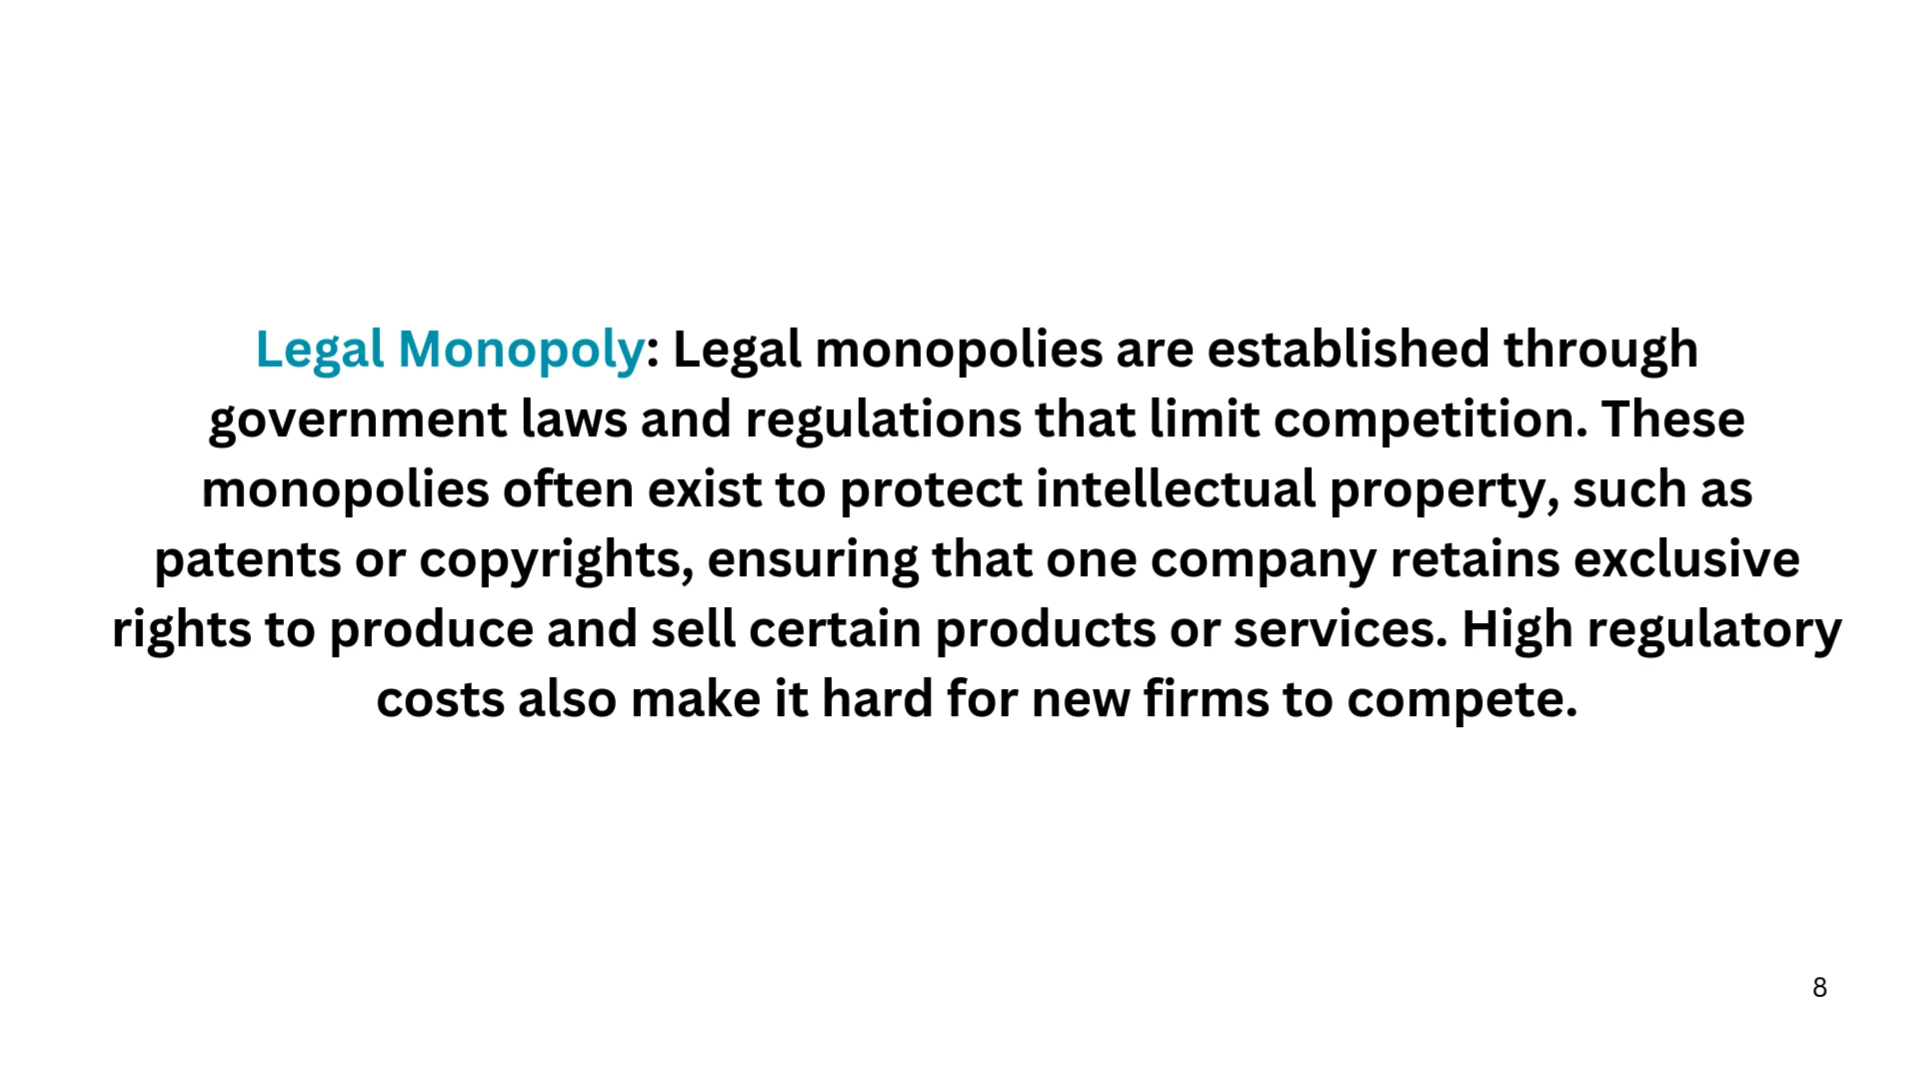 Legal Monopoly: Legal monopolies are established through
government laws and regulations that limit competition. These
monopolies often exist to protect intellectual property, such as
patents or copyrights, ensuring that one company retains exclusive
rights to produce and sell certain products or services. High regulatory
costs also make it hard for new firms to compete.
8